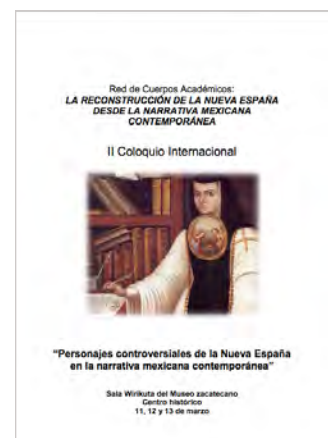 Red de Cuerpos Académicos:
LA RECONSTRUCCIÓN DE LA NUEVA ESPAÑA
DESDE LA NARRATIVA MEXICANA
CONTEMPORÁNEA
II Coloquio Internacional
"Personajes controversiales de la Nueva España
en la narrativa mexicana contemporánea"
Sala Wirikuta del Museo zacatecano
Centro histórico
11, 12 y 13 de marzo